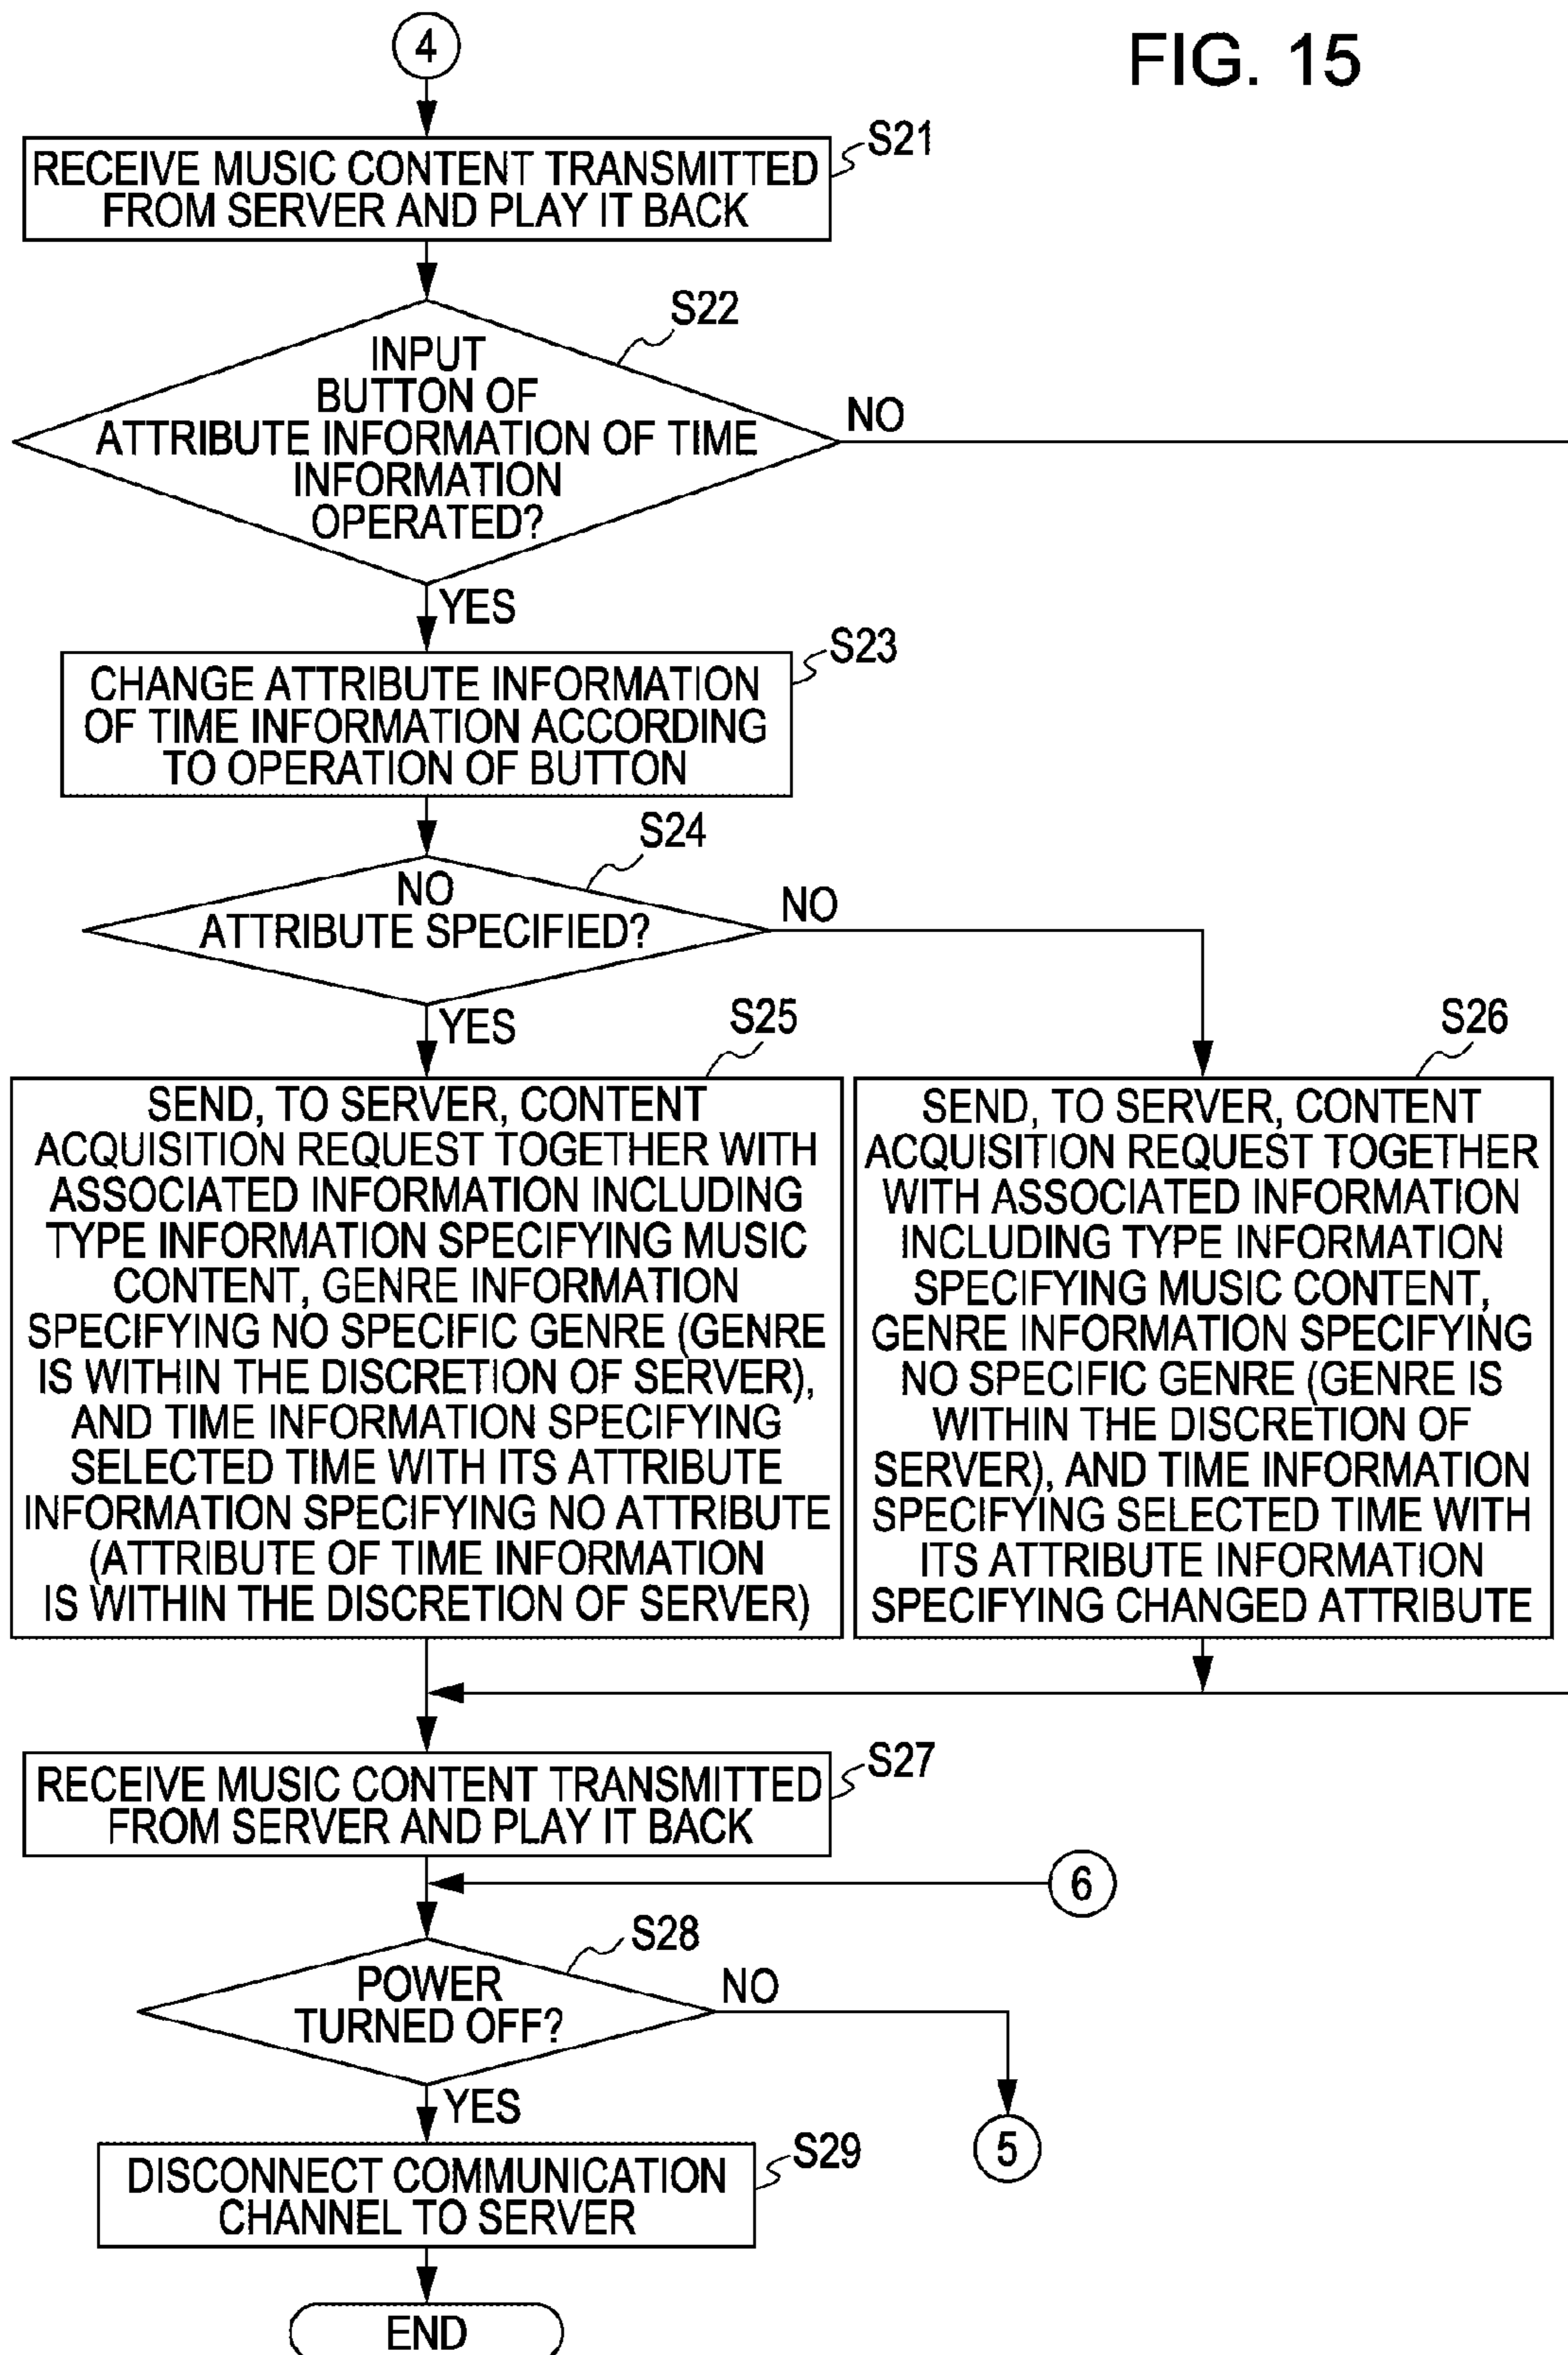 FIG. 15
4
RECEIVE MUSIC CONTENT TRANSMITTED
FROM SERVER AND PLAY IT BACK
S21
INPUT
BUTTON OF
ATTRIBUTE INFORMATION OF TIME
INFORMATION
OPERATED?
S22
NO
YES
CHANGE ATTRIBUTE INFORMATION
OF TIME INFORMATION ACCORDING
TO OPERATION OF BUTTON
S23
NO
ATTRIBUTE SPECIFIED?
S24
NO
YES
S25
SEND, TO SERVER, CONTENT
ACQUISITION REQUEST TOGETHER WITH
ASSOCIATED INFORMATION INCLUDING
TYPE INFORMATION SPECIFYING MUSIC
CONTENT, GENRE INFORMATION
SPECIFYING NO SPECIFIC GENRE (GENRE
IS WITHIN THE DISCRETION OF SERVER),
AND TIME INFORMATION SPECIFYING
SELECTED TIME WITH ITS ATTRIBUTE
INFORMATION SPECIFYING NO ATTRIBUTE
(ATTRIBUTE OF TIME INFORMATION
IS WITHIN THE DISCRETION OF SERVER)
S26
SEND, TO SERVER, CONTENT
ACQUISITION REQUEST TOGETHER
WITH ASSOCIATED INFORMATION
INCLUDING TYPE INFORMATION
SPECIFYING MUSIC CONTENT,
GENRE INFORMATION SPECIFYING
NO SPECIFIC GENRE (GENRE IS
WITHIN THE DISCRETION OF
SERVER), AND TIME INFORMATION
SPECIFYING SELECTED TIME WITH
ITS ATTRIBUTE INFORMATION
SPECIFYING CHANGED ATTRIBUTE
RECEIVE MUSIC CONTENT TRANSMITTED
FROM SERVER AND PLAY IT BACK
S27
6
POWER
TURNED OFF?
S28
NO
YES
5
DISCONNECT COMMUNICATION
CHANNEL TO SERVER
S29
END